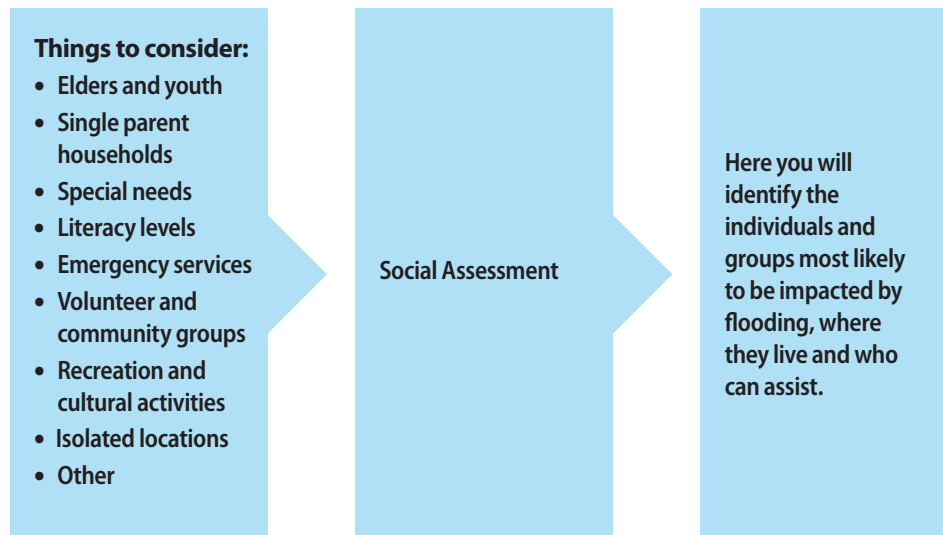 Things to consider:
• Elders and youth
• Single parent
households
• Special needs
• Literacy levels
• Emergency services
• Volunteer and
community groups
• Recreation and
cultural activities
• Isolated locations
• Other
Social Assessment
Here you will
identify the
individuals and
groups most likely
to be impacted by
flooding, where
they live and who
can assist.